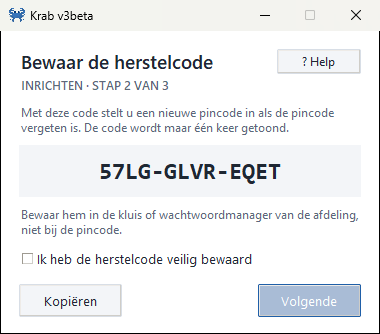 Krab v3beta
Bewaar de herstelcode
? Help
INRICHTEN · STAP 2 VAN 3
Met deze code stelt u een nieuwe pincode in als de pincode
vergeten is. De code wordt maar één keer getoond.
57LG-GLVR-EQET
Bewaar hem in de kluis of wachtwoordmanager van de afdeling,
niet bij de pincode.
Ik heb de herstelcode veilig bewaard
Kopiëren
Volgende